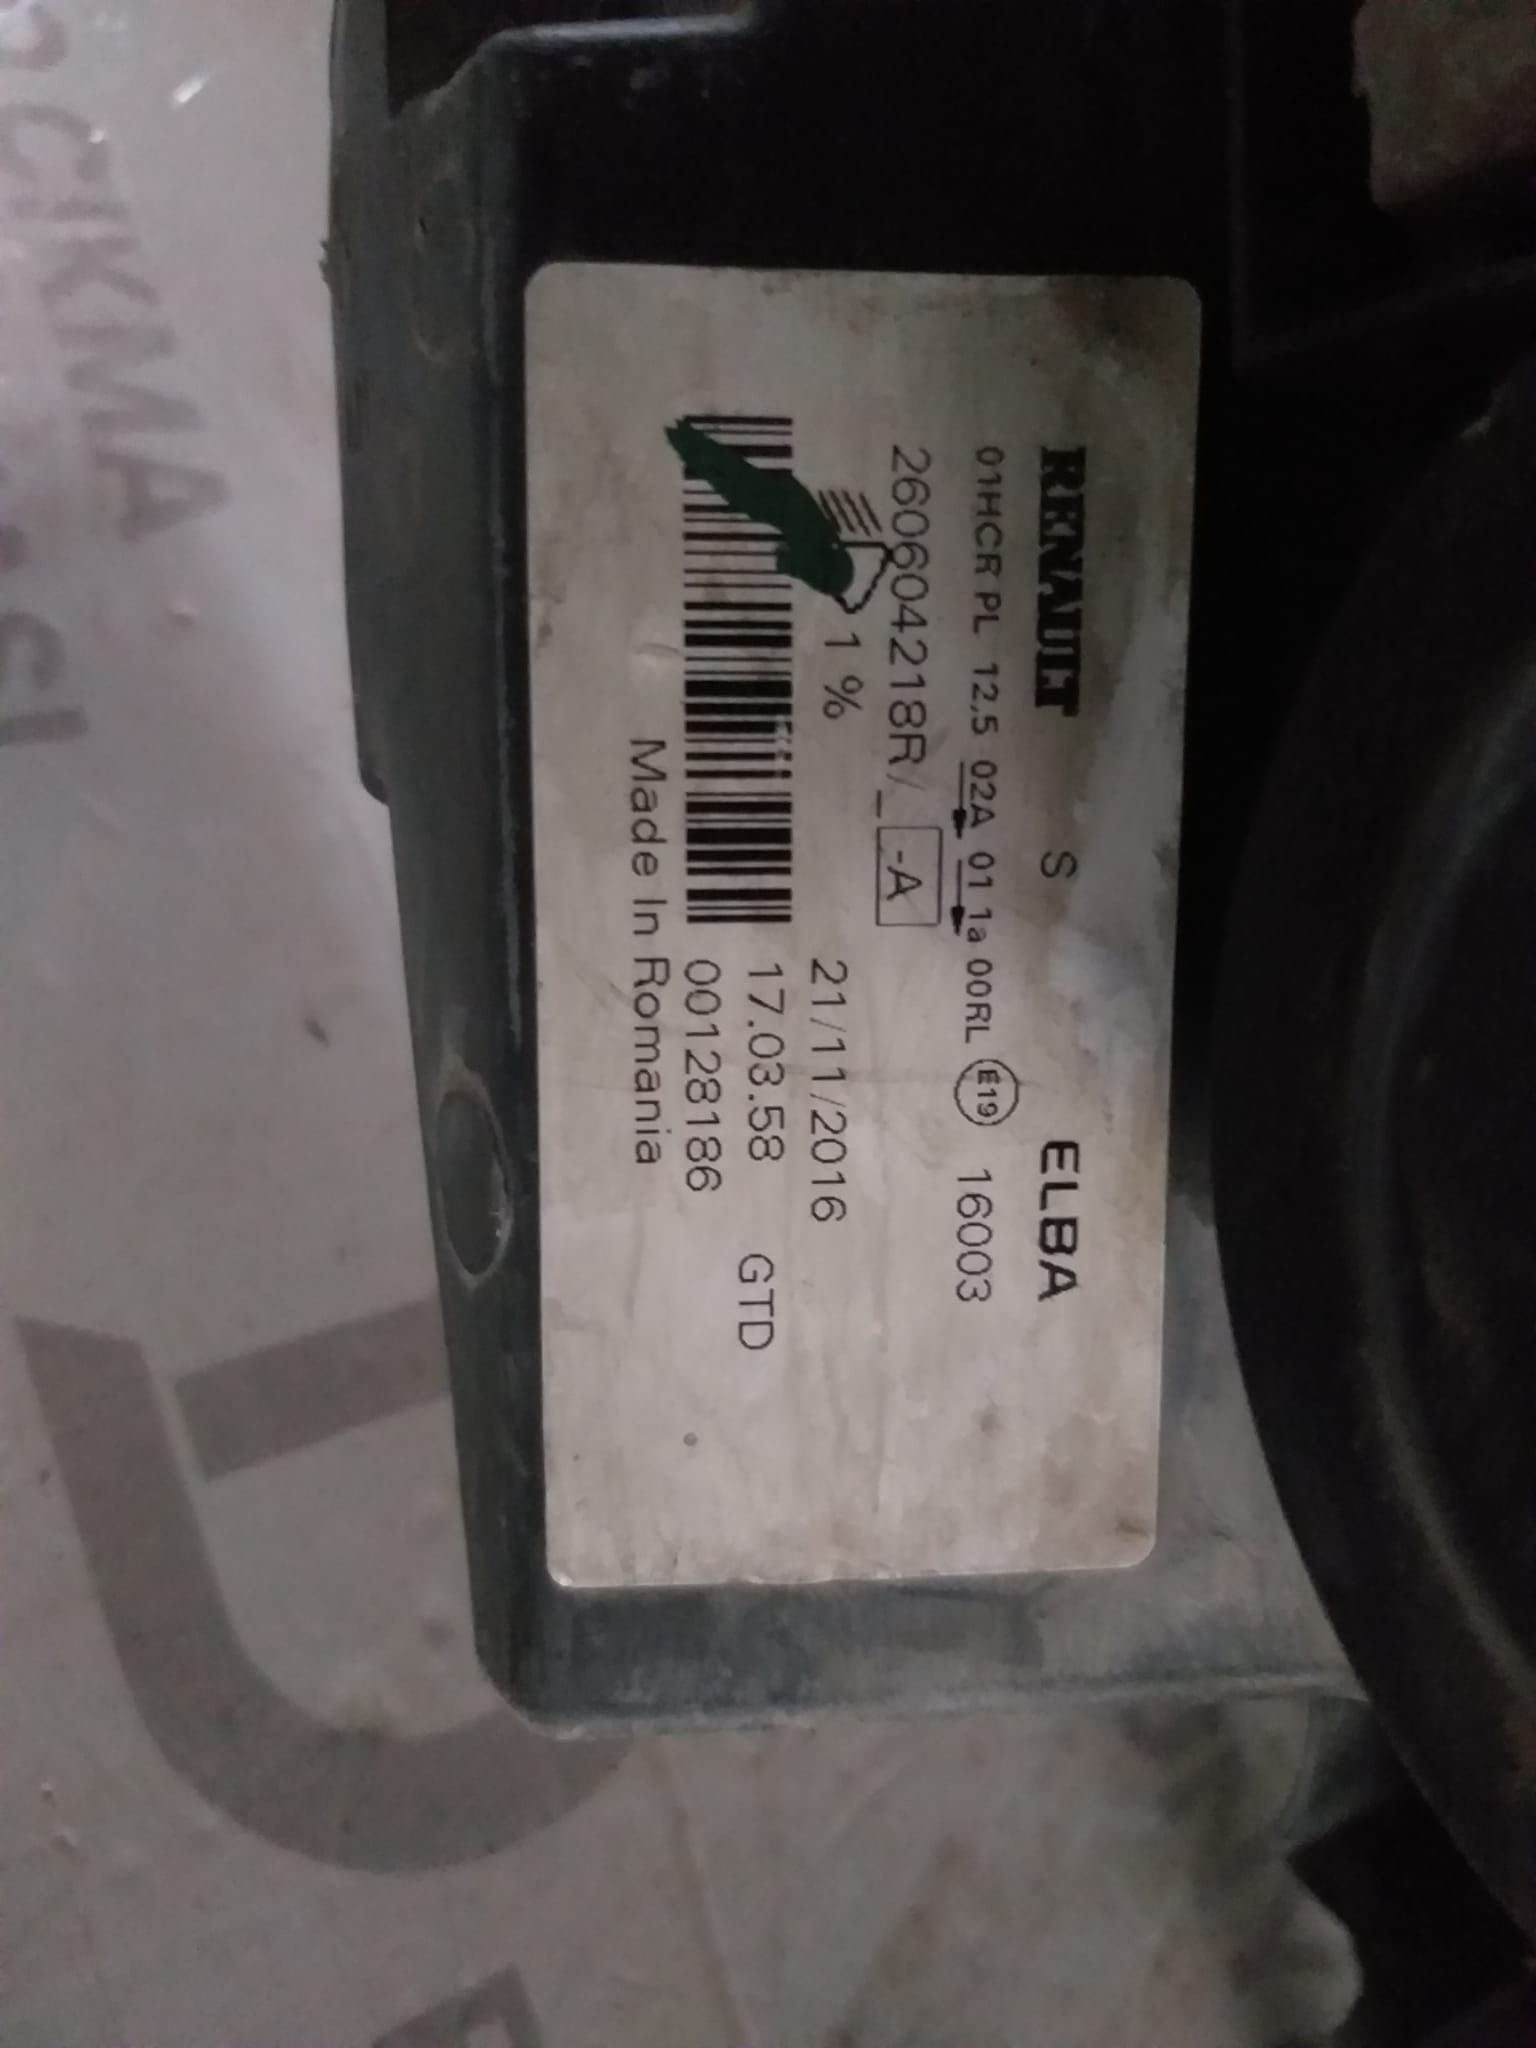 RENAULT S ELBA
01HCR PL 12,5 02A 01 1a 00RL E19 16003
260604218R/_ -A
1 % 21/11/2016
17.03.58 GTD
00128186
Made In Romania
ÇIKMA